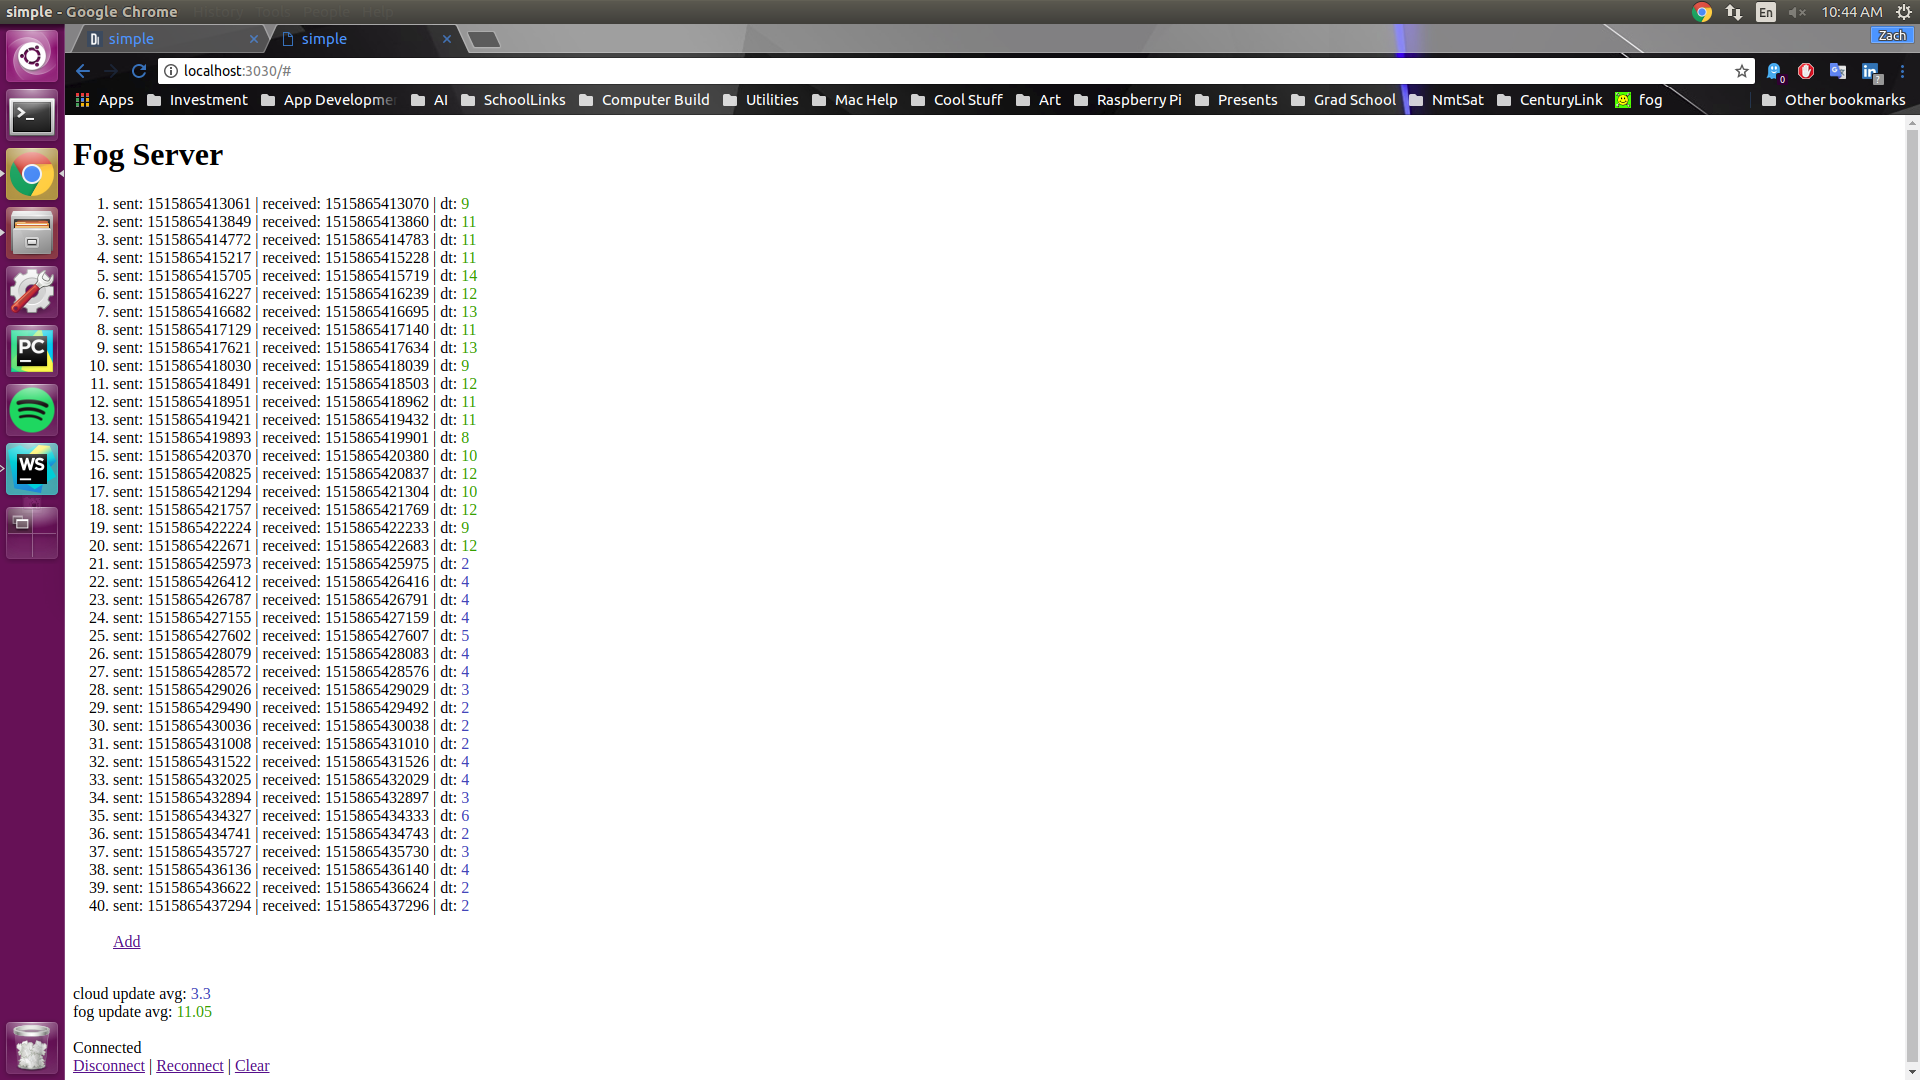 simple - Google Chrome History Tools People Help
En 10:44 AM
simple simple Zach
localhost:3030/#
Apps Investment App Developme AI SchoolLinks Computer Build Utilities Mac Help Cool Stuff Art Raspberry Pi Presents Grad School NmtSat CenturyLink fog Other bookmarks
Fog Server
1. sent: 1515865413061 | received: 1515865413070 | dt: 9
2. sent: 1515865413849 | received: 1515865413860 | dt: 11
3. sent: 1515865414772 | received: 1515865414783 | dt: 11
4. sent: 1515865415217 | received: 1515865415228 | dt: 11
5. sent: 1515865415705 | received: 1515865415719 | dt: 14
6. sent: 1515865416227 | received: 1515865416239 | dt: 12
7. sent: 1515865416682 | received: 1515865416695 | dt: 13
8. sent: 1515865417129 | received: 1515865417140 | dt: 11
9. sent: 1515865417621 | received: 1515865417634 | dt: 13
10. sent: 1515865418030 | received: 1515865418039 | dt: 9
11. sent: 1515865418491 | received: 1515865418503 | dt: 12
12. sent: 1515865418951 | received: 1515865418962 | dt: 11
13. sent: 1515865419421 | received: 1515865419432 | dt: 11
14. sent: 1515865419893 | received: 1515865419901 | dt: 8
15. sent: 1515865420370 | received: 1515865420380 | dt: 10
16. sent: 1515865420825 | received: 1515865420837 | dt: 12
17. sent: 1515865421294 | received: 1515865421304 | dt: 10
18. sent: 1515865421757 | received: 1515865421769 | dt: 12
19. sent: 1515865422224 | received: 1515865422233 | dt: 9
20. sent: 1515865422671 | received: 1515865422683 | dt: 12
21. sent: 1515865425973 | received: 1515865425975 | dt: 2
22. sent: 1515865426412 | received: 1515865426416 | dt: 4
23. sent: 1515865426787 | received: 1515865426791 | dt: 4
24. sent: 1515865427155 | received: 1515865427159 | dt: 4
25. sent: 1515865427602 | received: 1515865427607 | dt: 5
26. sent: 1515865428079 | received: 1515865428083 | dt: 4
27. sent: 1515865428572 | received: 1515865428576 | dt: 4
28. sent: 1515865429026 | received: 1515865429029 | dt: 3
29. sent: 1515865429490 | received: 1515865429492 | dt: 2
30. sent: 1515865430036 | received: 1515865430038 | dt: 2
31. sent: 1515865431008 | received: 1515865431010 | dt: 2
32. sent: 1515865431522 | received: 1515865431526 | dt: 4
33. sent: 1515865432025 | received: 1515865432029 | dt: 4
34. sent: 1515865432894 | received: 1515865432897 | dt: 3
35. sent: 1515865434327 | received: 1515865434333 | dt: 6
36. sent: 1515865434741 | received: 1515865434743 | dt: 2
37. sent: 1515865435727 | received: 1515865435730 | dt: 3
38. sent: 1515865436136 | received: 1515865436140 | dt: 4
39. sent: 1515865436622 | received: 1515865436624 | dt: 2
40. sent: 1515865437294 | received: 1515865437296 | dt: 2
Add
cloud update avg: 3.3
fog update avg: 11.05
Connected
Disconnect | Reconnect | Clear
PC
WS